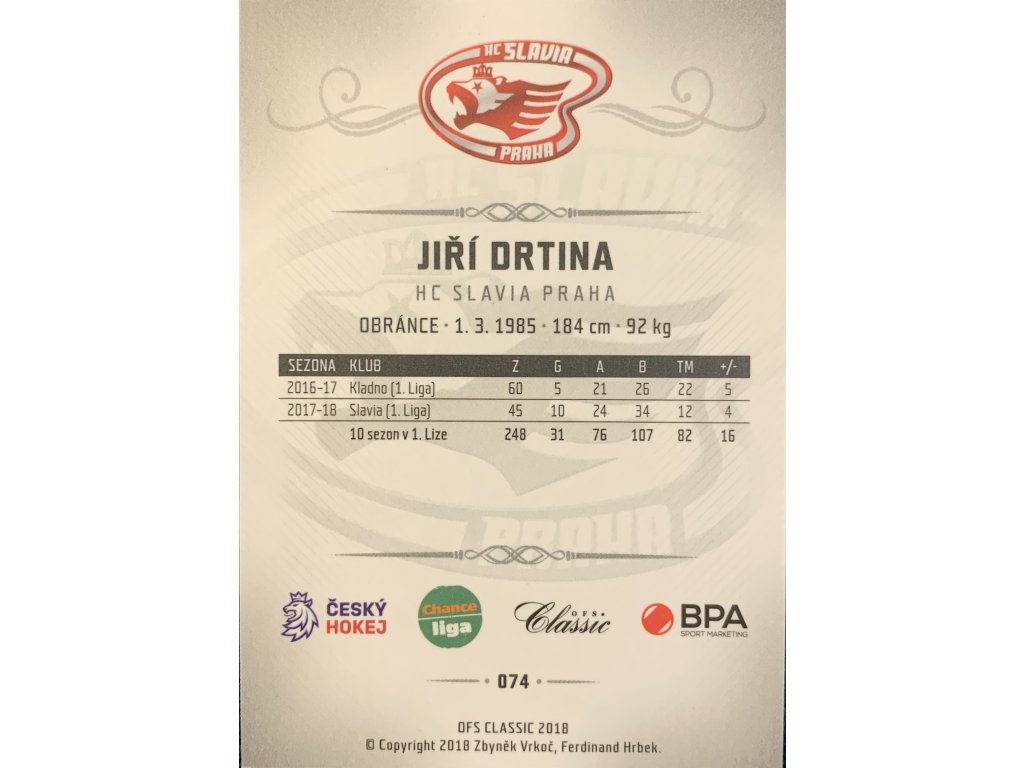 HC SLAVIA
PRAHA
JIŘÍ DRTINA
HC SLAVIA PRAHA
OBRÁNCE • 1. 3. 1985 • 184 cm • 92 kg
SEZONA KLUB Z G A B TM +/-
2016-17 Kladno (1. Liga) 60 5 21 26 22 5
2017-18 Slavia (1. Liga) 45 10 24 34 12 4
10 sezon v 1. Lize 248 31 76 107 82 16
HC SLAVIA
PRAHA
ČESKÝ HOKEJ
Chance liga
OFS Classic
BPA SPORT MARKETING
• 074 •
OFS CLASSIC 2018
© Copyright 2018 Zbyněk Vrkoč, Ferdinand Hrbek.